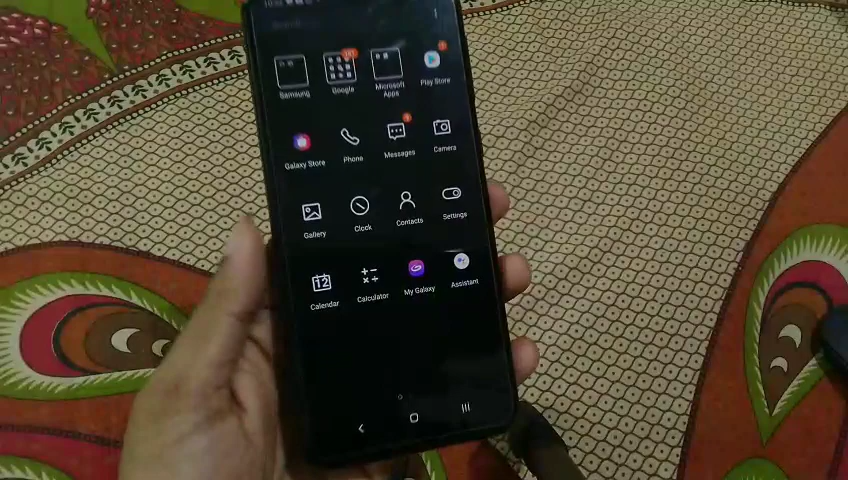 Search
Samsung
Google
Microsoft
Apps
Play Store
Galaxy Store
Phone
Messages
Camera
Gallery
Clock
Contacts
Settings
12
Calendar
Calculator
My Galaxy
Assistant